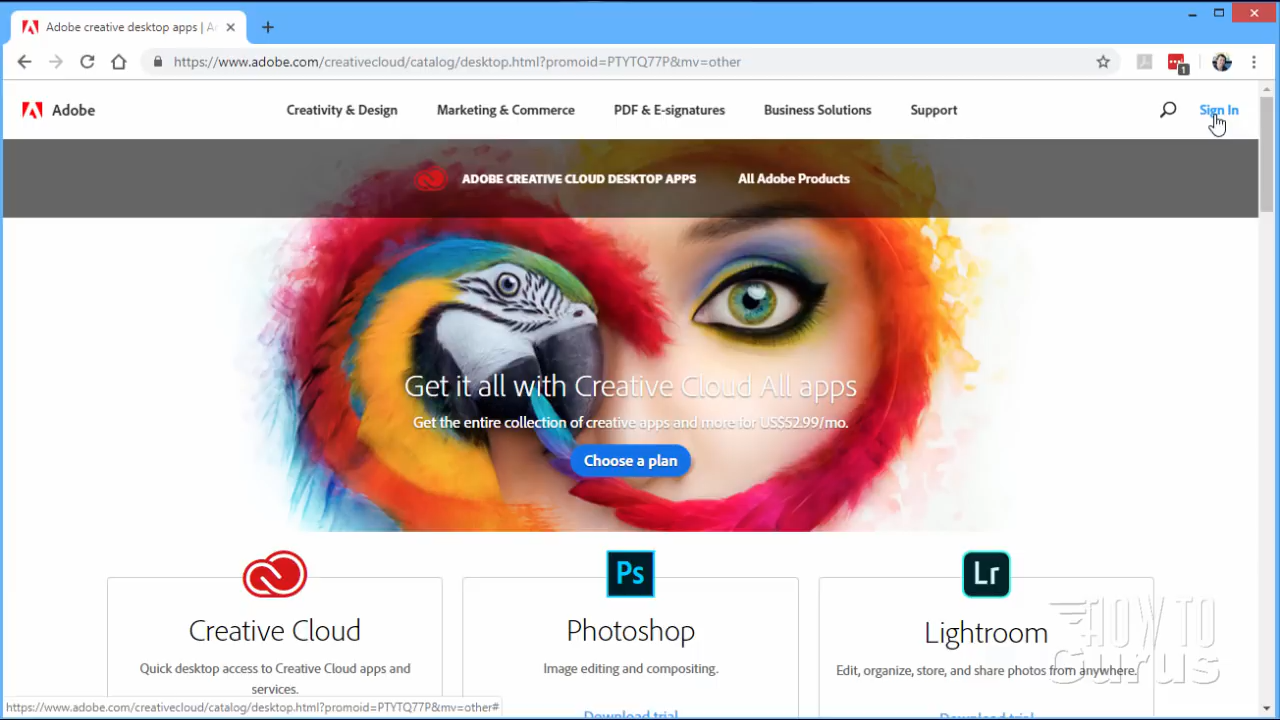 Adobe creative desktop apps | A
https://www.adobe.com/creativecloud/catalog/desktop.html?promoid=PTYTQ77P&mv=other
1
Adobe
Creativity & Design
Marketing & Commerce
PDF & E-signatures
Business Solutions
Support
Sign In
ADOBE CREATIVE CLOUD DESKTOP APPS
All Adobe Products
Get it all with Creative Cloud All apps
Get the entire collection of creative apps and more for US$52.99/mo.
Choose a plan
Ps
Lr
Creative Cloud
Photoshop
Lightroom
Quick desktop access to Creative Cloud apps and
services.
Image editing and compositing.
Edit, organize, store, and share photos from anywhere.
Download trial
Download trial
https://www.adobe.com/creativecloud/catalog/desktop.html?promoid=PTYTQ77P&mv=other#
HOW TO
Gurus